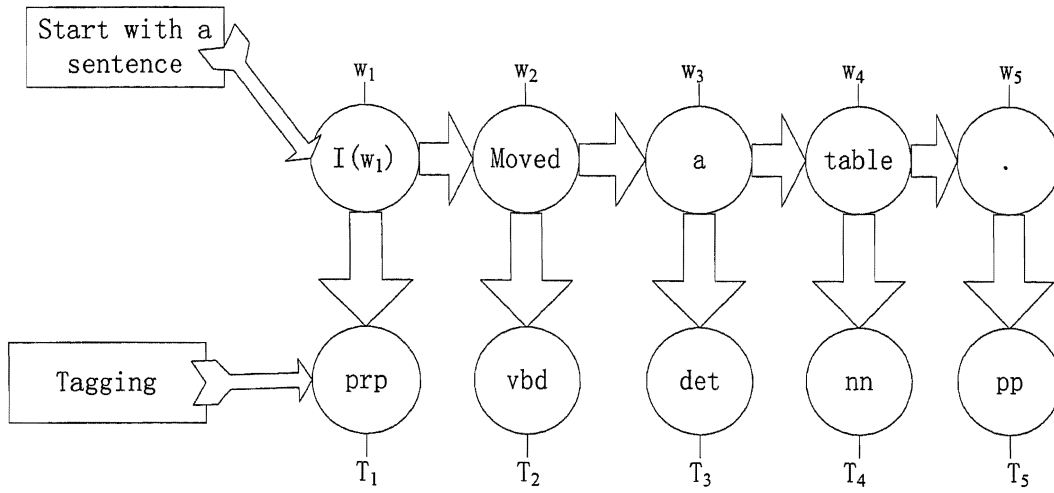 Start with a
sentence
w₁ w₂ w₃ w₄ w₅
I(w₁) Moved a table .
Tagging
prp vbd det nn pp
T₁ T₂ T₃ T₄ T₅